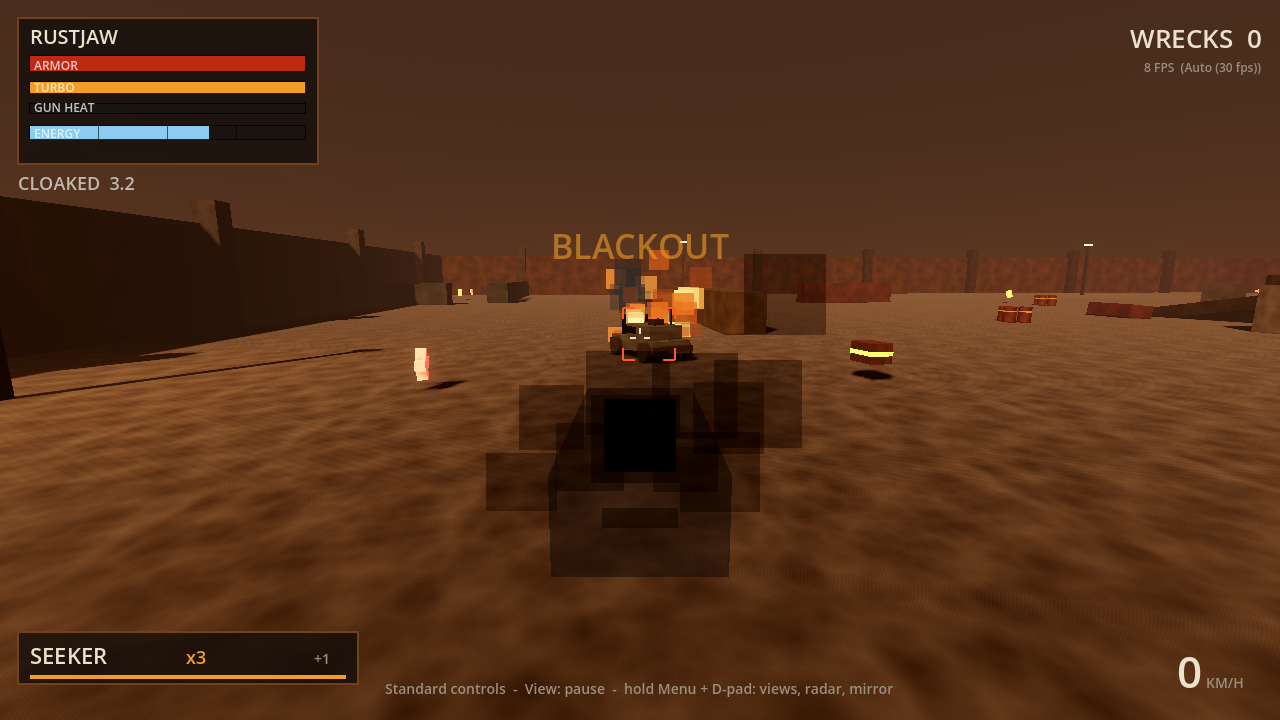 RUSTJAW
ARMOR
TURBO
GUN HEAT
ENERGY
CLOAKED 3.2
WRECKS 0
8 FPS (Auto (30 fps))
BLACKOUT
SEEKER x3 +1
Standard controls - View: pause - hold Menu + D-pad: views, radar, mirror
0 KM/H